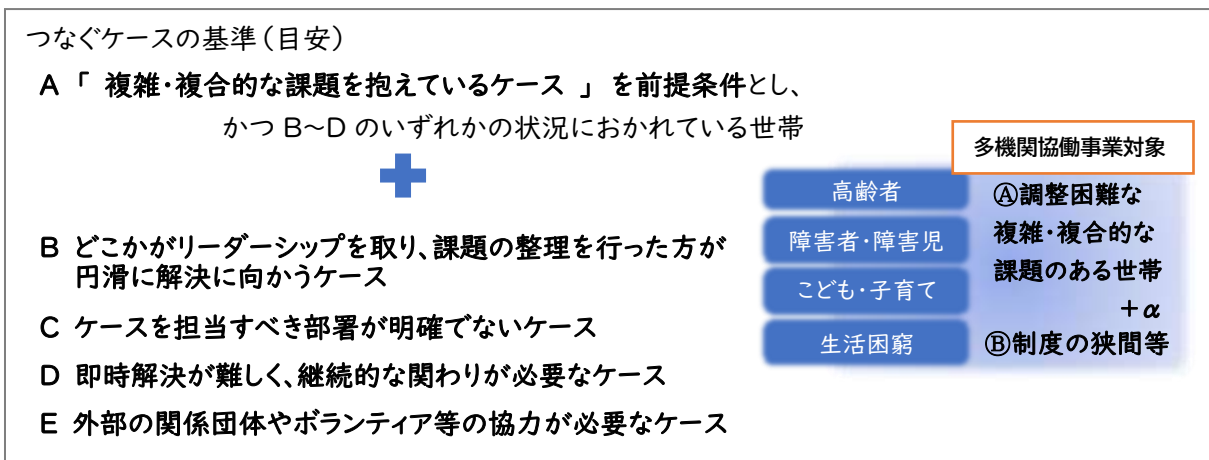 つなぐケースの基準(目安)
A 「 複雑・複合的な課題を抱えているケース 」 を前提条件とし、
かつ B~D のいずれかの状況におかれている世帯
B どこかがリーダーシップを取り、課題の整理を行った方が
円滑に解決に向かうケース
C ケースを担当すべき部署が明確でないケース
D 即時解決が難しく、継続的な関わりが必要なケース
E 外部の関係団体やボランティア等の協力が必要なケース
多機関協働事業対象
高齢者
障害者・障害児
こども・子育て
生活困窮
Ⓐ調整困難な
複雑・複合的な
課題のある世帯
+α
Ⓑ制度の狭間等